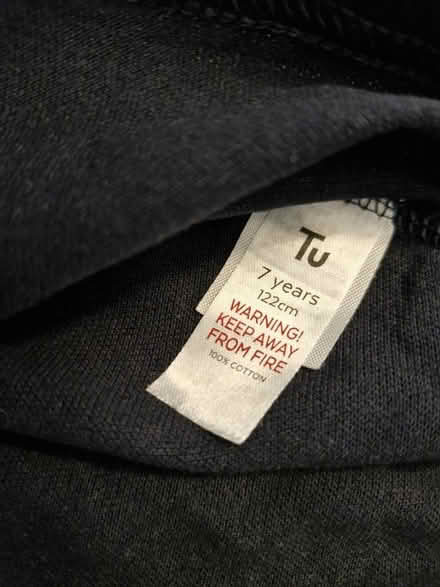 Tu
7 years
122cm
WARNING!
KEEP AWAY
FROM FIRE
100% COTTON